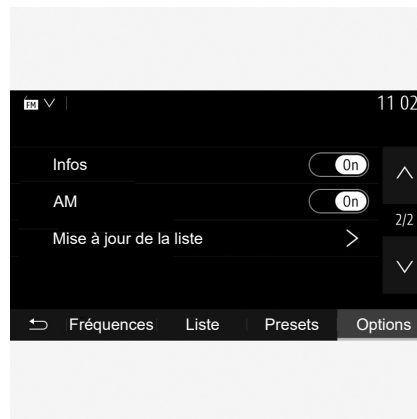 FM 11 02
Infos On
AM On
2/2
Mise à jour de la liste
Fréquences Liste Presets Options